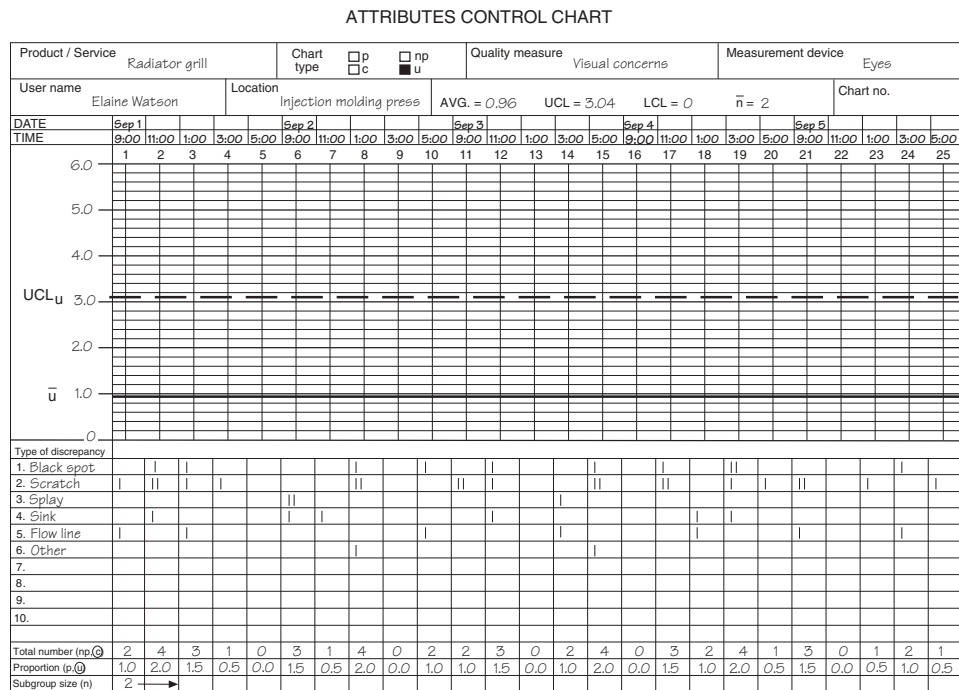 ATTRIBUTES CONTROL CHART
Product / Service Radiator grill Chart type p np c u Quality measure Visual concerns Measurement device Eyes
User name Elaine Watson Location Injection molding press AVG. = 0.96 UCL = 3.04 LCL = 0 n = 2 Chart no.
DATE Sep 1 Sep 2 Sep 3 Sep 4 Sep 5
TIME 9:00 11:00 1:00 3:00 5:00 9:00 11:00 1:00 3:00 5:00 9:00 11:00 1:00 3:00 5:00 9:00 11:00 1:00 3:00 5:00 9:00 11:00 1:00 3:00 5:00
1 2 3 4 5 6 7 8 9 10 11 12 13 14 15 16 17 18 19 20 21 22 23 24 25
6.0
5.0
4.0
UCLu 3.0
2.0
u 1.0
0
Type of discrepancy
1. Black spot | | | | | | | || |
2. Scratch | || | | || || | || || | | || | |
3. Splay || |
4. Sink | | | | | |
5. Flow line | | | | | | |
6. Other | |
7.
8.
9.
10.
Total number (np,c) 2 4 3 1 0 3 1 4 0 2 2 3 0 2 4 0 3 2 4 1 3 0 1 2 1
Proportion (p,u) 1.0 2.0 1.5 0.5 0.0 1.5 0.5 2.0 0.0 1.0 1.0 1.5 0.0 1.0 2.0 0.0 1.5 1.0 2.0 0.5 1.5 0.0 0.5 1.0 0.5
Subgroup size (n) 2